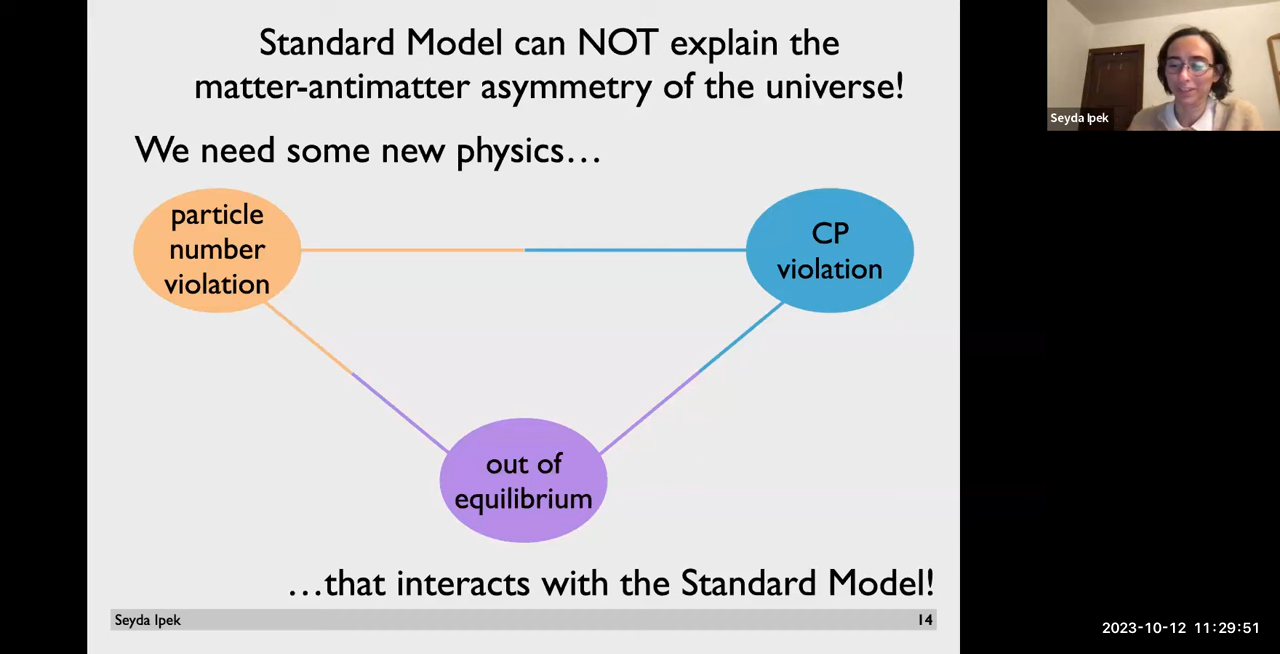 Standard Model can NOT explain the
matter-antimatter asymmetry of the universe!
We need some new physics…
particle
number
violation
CP
violation
out of
equilibrium
…that interacts with the Standard Model!
Seyda Ipek
14
Seyda Ipek
2023-10-12 11:29:51